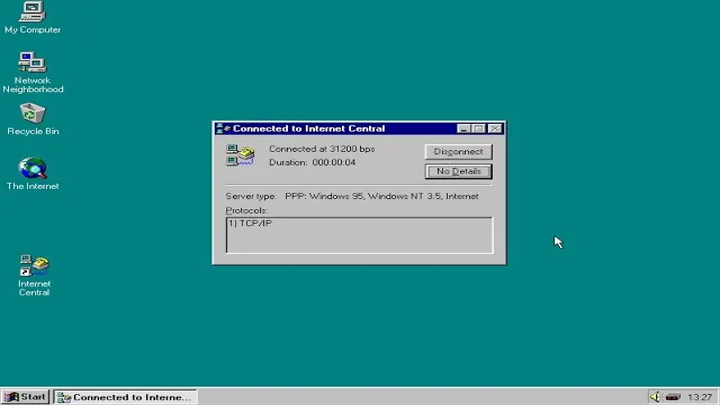 My Computer
Network
Neighborhood
Recycle Bin
The Internet
Internet
Central
Connected to Internet Central
Connected at 31200 bps
Duration: 000:00:04
Disconnect
No Details
Server type: PPP: Windows 95, Windows NT 3.5, Internet
Protocols:
1) TCP/IP
Start
Connected to Interne...
13:27